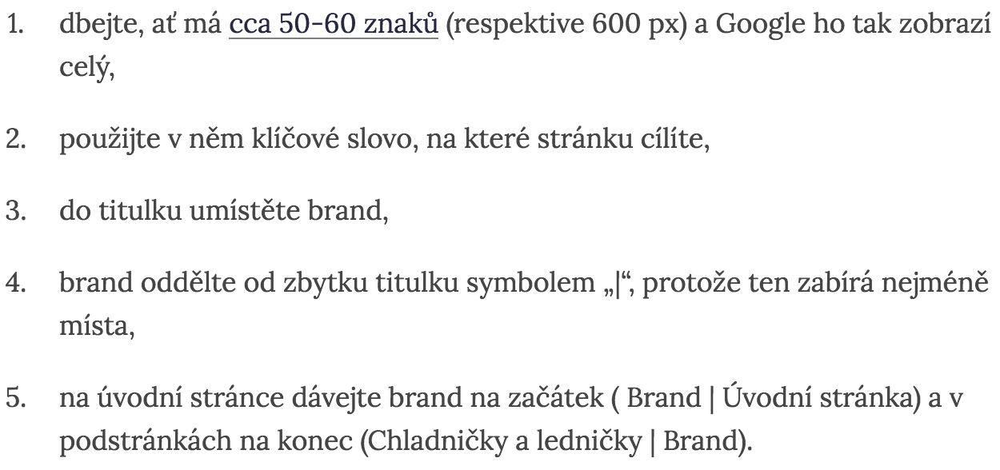 1. dbejte, ať má cca 50-60 znaků (respektive 600 px) a Google ho tak zobrazí
celý,
2. použijte v něm klíčové slovo, na které stránku cílíte,
3. do titulku umístěte brand,
4. brand oddělte od zbytku titulku symbolem „|“, protože ten zabírá nejméně
místa,
5. na úvodní stránce dávejte brand na začátek ( Brand | Úvodní stránka) a v
podstránkách na konec (Chladničky a ledničky | Brand).